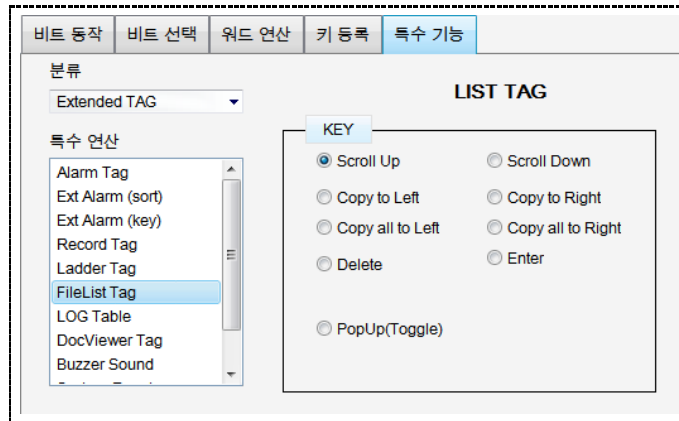 비트 동작 비트 선택 워드 연산 키 등록 특수 기능
분류
Extended TAG
LIST TAG
특수 연산
KEY
Alarm Tag
Ext Alarm (sort)
Ext Alarm (key)
Record Tag
Ladder Tag
FileList Tag
LOG Table
DocViewer Tag
Buzzer Sound
Scroll Up Scroll Down
Copy to Left Copy to Right
Copy all to Left Copy all to Right
Delete Enter
PopUp(Toggle)